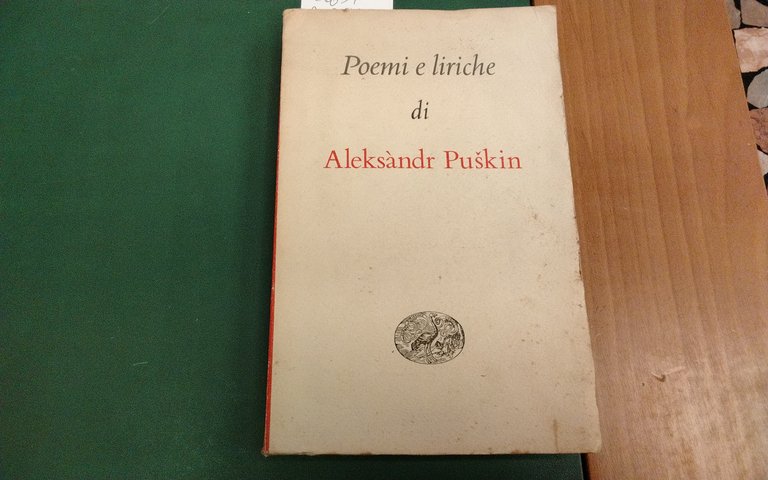 Poemi e liriche
di
Aleksàndr Puškin